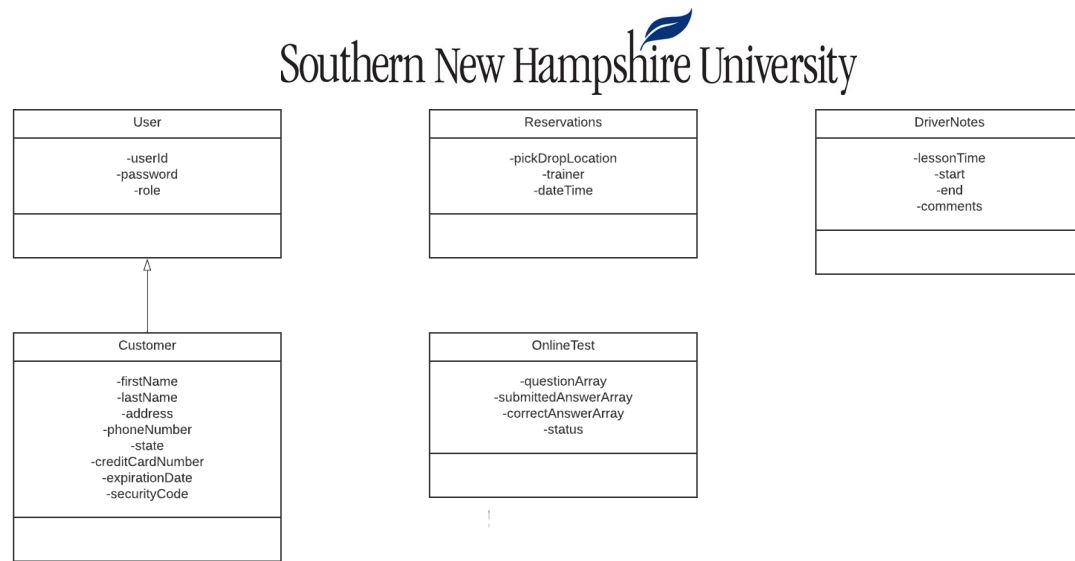 Southern New Hampshire University
User
-userId
-password
-role
Reservations
-pickDropLocation
-trainer
-dateTime
DriverNotes
-lessonTime
-start
-end
-comments
Customer
-firstName
-lastName
-address
-phoneNumber
-state
-creditCardNumber
-expirationDate
-securityCode
OnlineTest
-questionArray
-submittedAnswerArray
-correctAnswerArray
-status